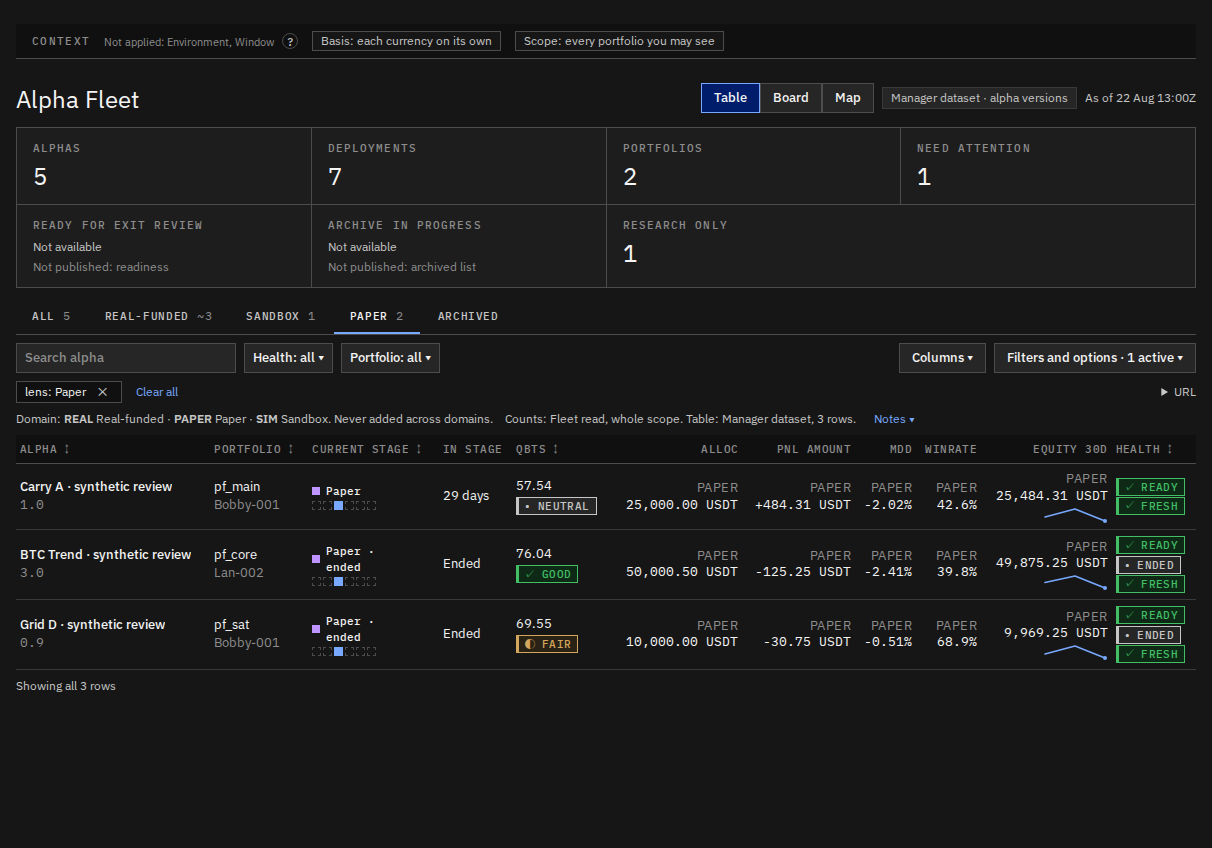 CONTEXT Not applied: Environment, Window ? Basis: each currency on its own Scope: every portfolio you may see
Alpha Fleet Table Board Map Manager dataset · alpha versions As of 22 Aug 13:00Z
ALPHAS DEPLOYMENTS PORTFOLIOS NEED ATTENTION
5 7 2 1
READY FOR EXIT REVIEW ARCHIVE IN PROGRESS RESEARCH ONLY
Not available Not available 1
Not published: readiness Not published: archived list
ALL 5 REAL-FUNDED ~3 SANDBOX 1 PAPER 2 ARCHIVED
Search alpha Health: all ▾ Portfolio: all ▾ Columns ▾ Filters and options · 1 active ▾
lens: Paper × Clear all ▶ URL
Domain: REAL Real-funded · PAPER Paper · SIM Sandbox. Never added across domains. Counts: Fleet read, whole scope. Table: Manager dataset, 3 rows. Notes ▾
ALPHA ↕ PORTFOLIO ↕ CURRENT STAGE ↕ IN STAGE QBTS ↕ ALLOC PNL AMOUNT MDD WINRATE EQUITY 30D HEALTH ↕
Carry A · synthetic review pf_main Paper 29 days 57.54 PAPER PAPER PAPER PAPER PAPER ✓ READY
1.0 Bobby-001 • NEUTRAL 25,000.00 USDT +484.31 USDT -2.02% 42.6% 25,484.31 USDT ✓ FRESH
BTC Trend · synthetic review pf_core Paper · ended Ended 76.04 PAPER PAPER PAPER PAPER PAPER ✓ READY
3.0 Lan-002 ✓ GOOD 50,000.50 USDT -125.25 USDT -2.41% 39.8% 49,875.25 USDT • ENDED
✓ FRESH
Grid D · synthetic review pf_sat Paper · ended Ended 69.55 PAPER PAPER PAPER PAPER PAPER ✓ READY
0.9 Bobby-001 ◐ FAIR 10,000.00 USDT -30.75 USDT -0.51% 68.9% 9,969.25 USDT • ENDED
✓ FRESH
Showing all 3 rows